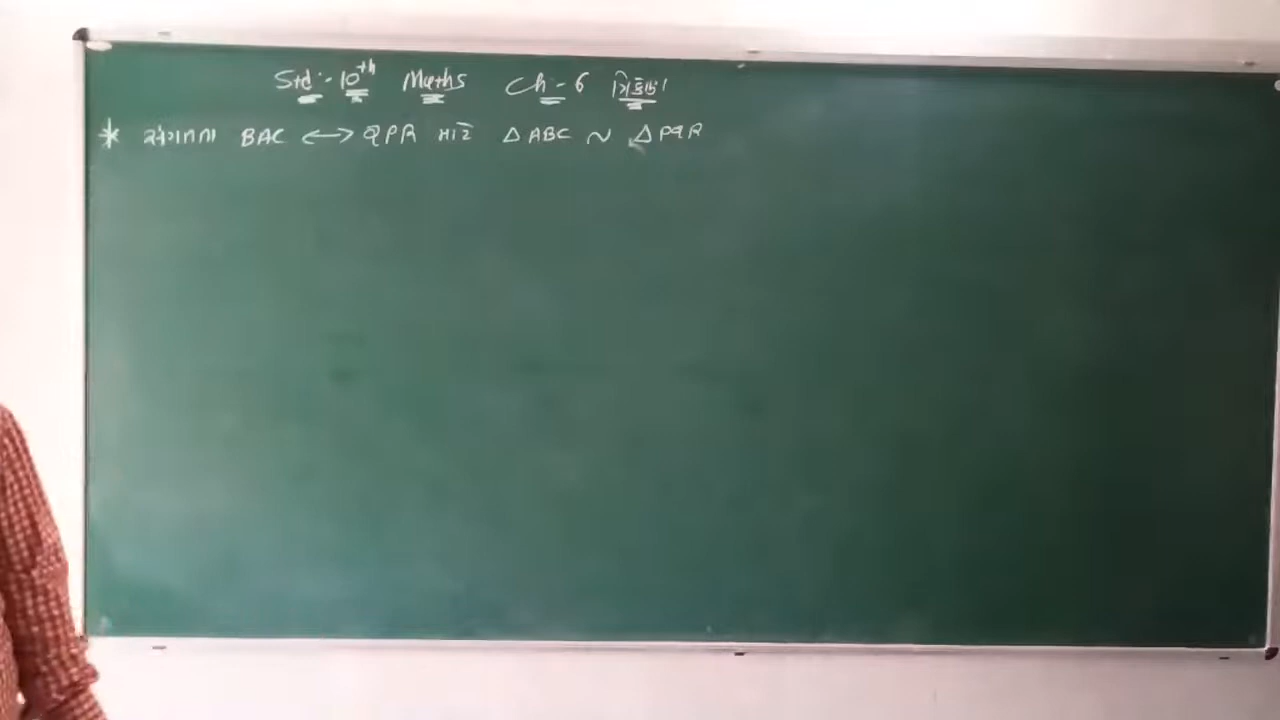 Std:- 10th Maths Ch - 6 ત્રિકોણ
* સંગતતા BAC ↔ QPR માટે △ ABC ~ △ PQR